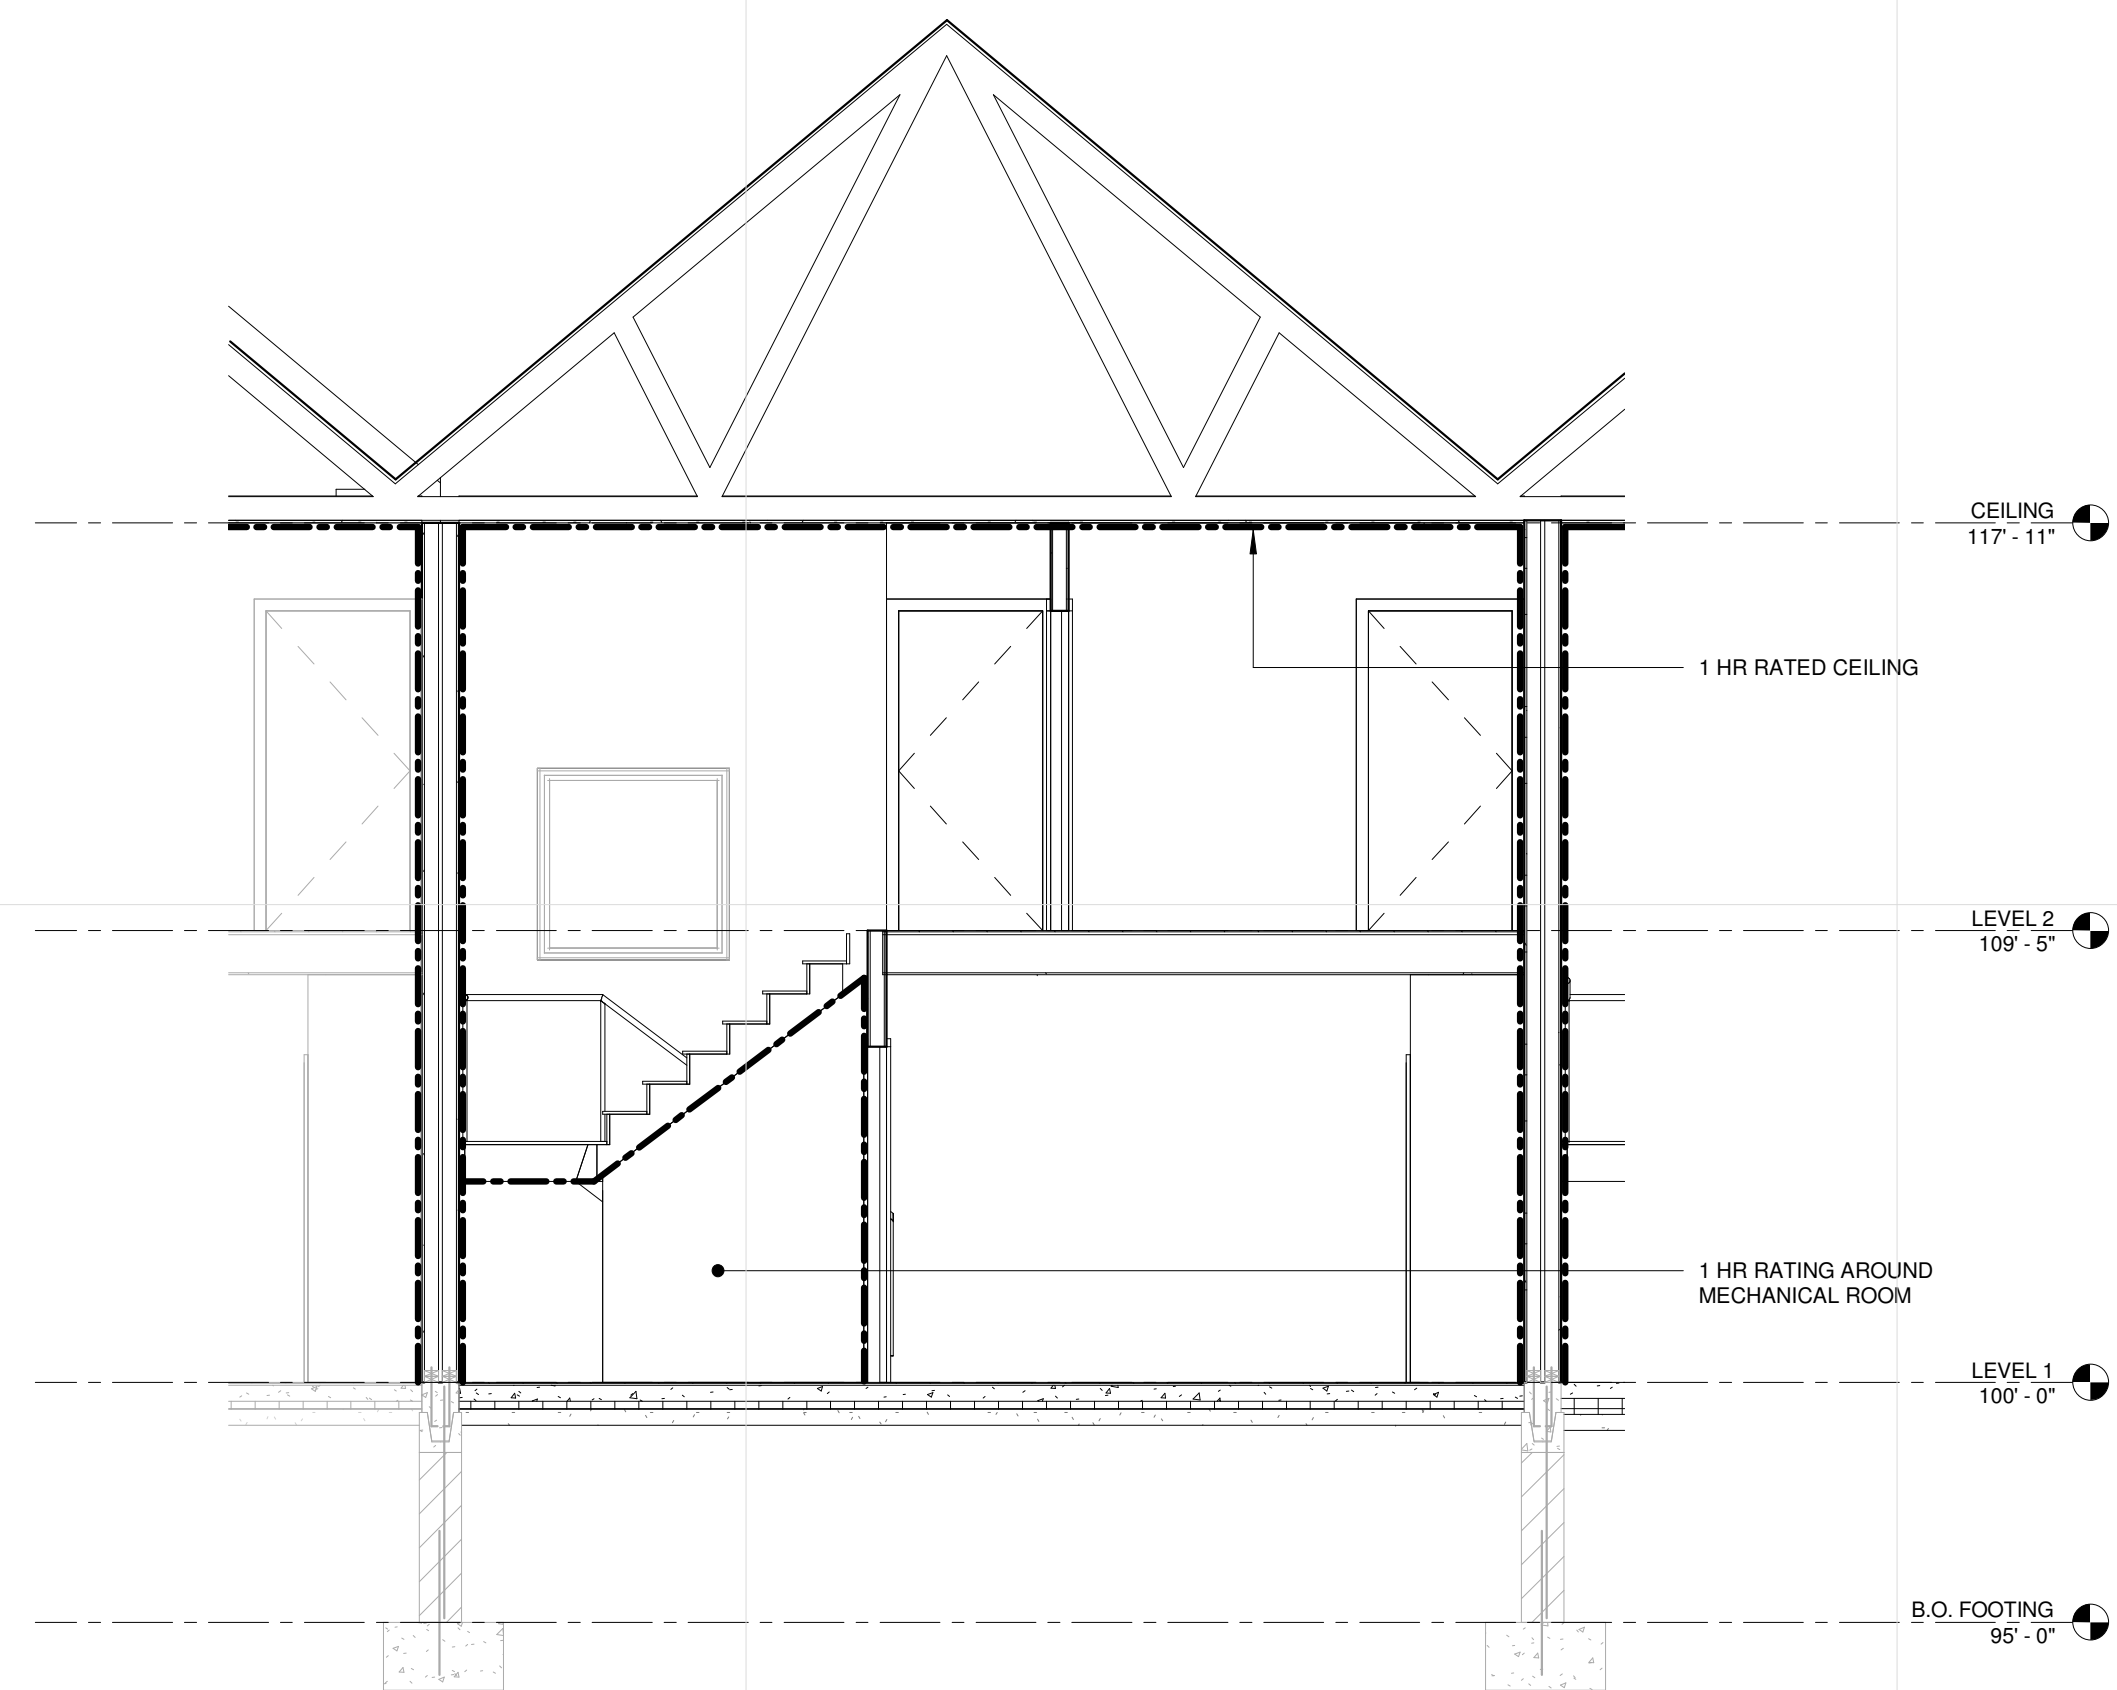 CEILING
117' - 11"
1 HR RATED CEILING
LEVEL 2
109' - 5"
1 HR RATING AROUND
MECHANICAL ROOM
LEVEL 1
100' - 0"
B.O. FOOTING
95' - 0"